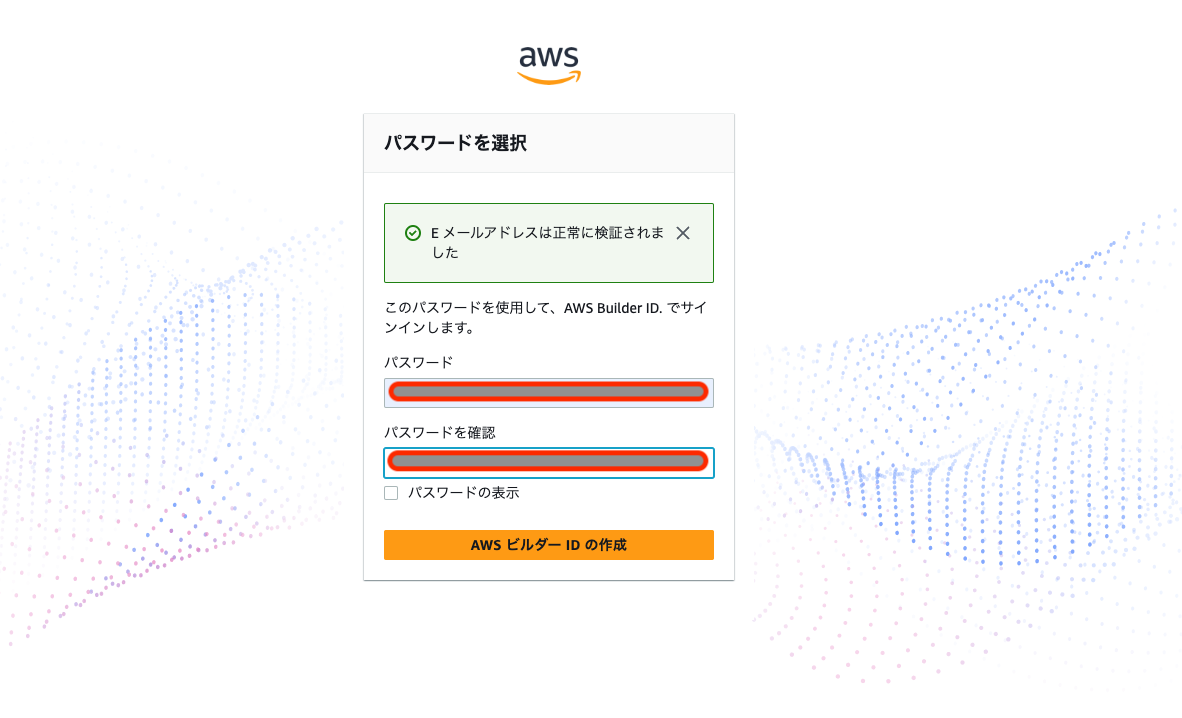 aws
パスワードを選択
E メールアドレスは正常に検証されま
した
このパスワードを使用して、AWS Builder ID. でサイ
ンインします。
パスワード
パスワードを確認
パスワードの表示
AWS ビルダー ID の作成